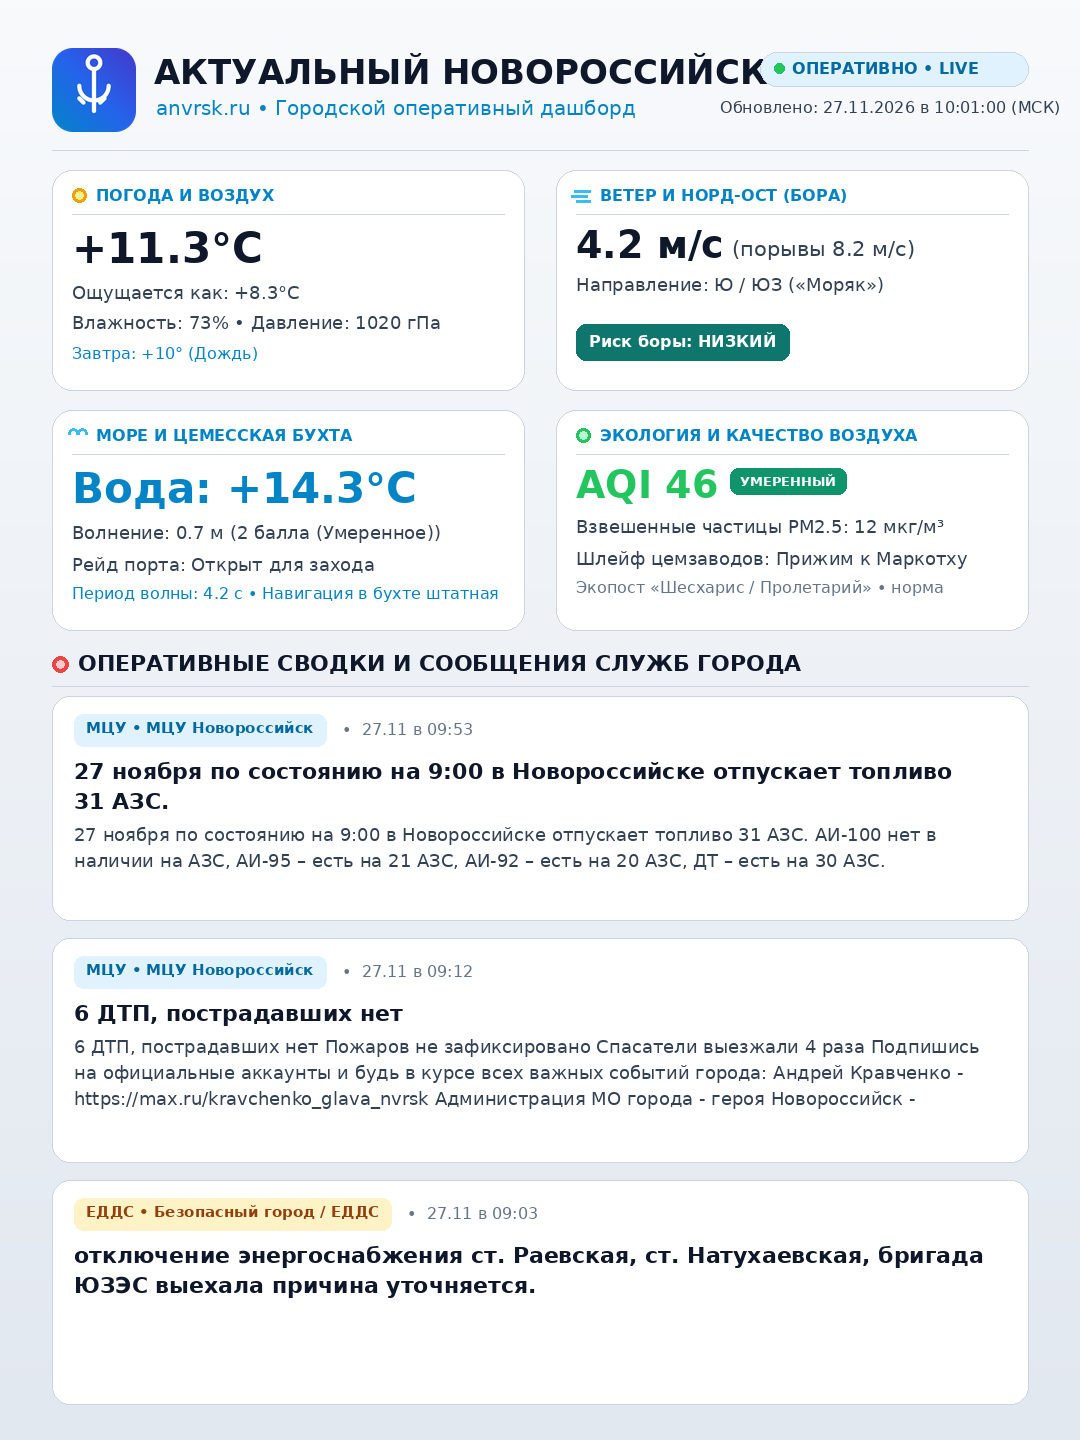 АКТУАЛЬНЫЙ НОВОРОССИЙСК
ОПЕРАТИВНО • LIVE
anvrsk.ru • Городской оперативный дашборд
Обновлено: 27.11.2026 в 10:01:00 (МСК)
ПОГОДА И ВОЗДУХ
+11.3°C
Ощущается как: +8.3°C
Влажность: 73% • Давление: 1020 гПа
Завтра: +10° (Дождь)
ВЕТЕР И НОРД-ОСТ (БОРА)
4.2 м/с (порывы 8.2 м/с)
Направление: Ю / ЮЗ («Моряк»)
Риск боры: НИЗКИЙ
МОРЕ И ЦЕМЕССКАЯ БУХТА
Вода: +14.3°C
Волнение: 0.7 м (2 балла (Умеренное))
Рейд порта: Открыт для захода
Период волны: 4.2 с • Навигация в бухте штатная
ЭКОЛОГИЯ И КАЧЕСТВО ВОЗДУХА
AQI 46 УМЕРЕННЫЙ
Взвешенные частицы PM2.5: 12 мкг/м³
Шлейф цемзаводов: Прижим к Маркотху
Экопост «Шесхарис / Пролетарий» • норма
ОПЕРАТИВНЫЕ СВОДКИ И СООБЩЕНИЯ СЛУЖБ ГОРОДА
МЦУ • МЦУ Новороссийск • 27.11 в 09:53
27 ноября по состоянию на 9:00 в Новороссийске отпускает топливо
31 АЗС.
27 ноября по состоянию на 9:00 в Новороссийске отпускает топливо 31 АЗС. АИ-100 нет в
наличии на АЗС, АИ-95 – есть на 21 АЗС, АИ-92 – есть на 20 АЗС, ДТ – есть на 30 АЗС.
МЦУ • МЦУ Новороссийск • 27.11 в 09:12
6 ДТП, пострадавших нет
6 ДТП, пострадавших нет Пожаров не зафиксировано Спасатели выезжали 4 раза Подпишись
на официальные аккаунты и будь в курсе всех важных событий города: Андрей Кравченко -
https://max.ru/kravchenko_glava_nvrsk Администрация МО города - героя Новороссийск -
ЕДДС • Безопасный город / ЕДДС • 27.11 в 09:03
отключение энергоснабжения ст. Раевская, ст. Натухаевская, бригада
ЮЗЭС выехала причина уточняется.